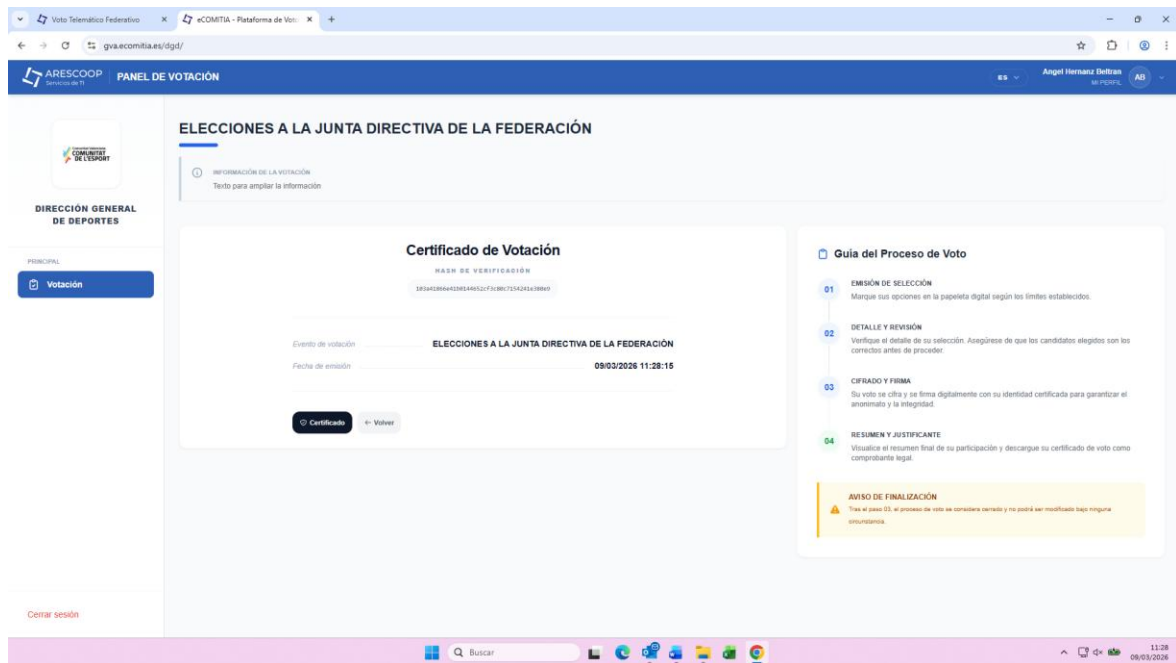 Voto Telemático Federativo
eCOMITIA - Plataforma de Voto
gva.ecomitia.es/dgd/
ARESCOOP
Servicios de TI
PANEL DE VOTACIÓN
ES
Angel Hernanz Beltran
MI PERFIL
AB
COMUNITAT
DE L'ESPORT
DIRECCIÓN GENERAL
DE DEPORTES
PRINCIPAL
Votación
Cerrar sesión
ELECCIONES A LA JUNTA DIRECTIVA DE LA FEDERACIÓN
INFORMACIÓN DE LA VOTACIÓN
Texto para ampliar la información
Certificado de Votación
HASH DE VERIFICACIÓN
Evento de votación
ELECCIONES A LA JUNTA DIRECTIVA DE LA FEDERACIÓN
Fecha de emisión
09/03/2026 11:28:15
Certificado
← Volver
Guía del Proceso de Voto
01
EMISIÓN DE SELECCIÓN
Marque sus opciones en la papeleta digital según los límites establecidos.
02
DETALLE Y REVISIÓN
Verifique el detalle de su selección. Asegúrese de que los candidatos elegidos son los
correctos antes de proceder.
03
CIFRADO Y FIRMA
Su voto se cifra y se firma digitalmente con su identidad certificada para garantizar el
anonimato y la integridad.
04
RESUMEN Y JUSTIFICANTE
Visualice el resumen final de su participación y descargue su certificado de voto como
comprobante legal.
AVISO DE FINALIZACIÓN
Tras el paso 03, el proceso de voto se considera cerrado y no podrá ser modificado bajo ninguna
circunstancia.
Buscar
11:28
09/03/2026